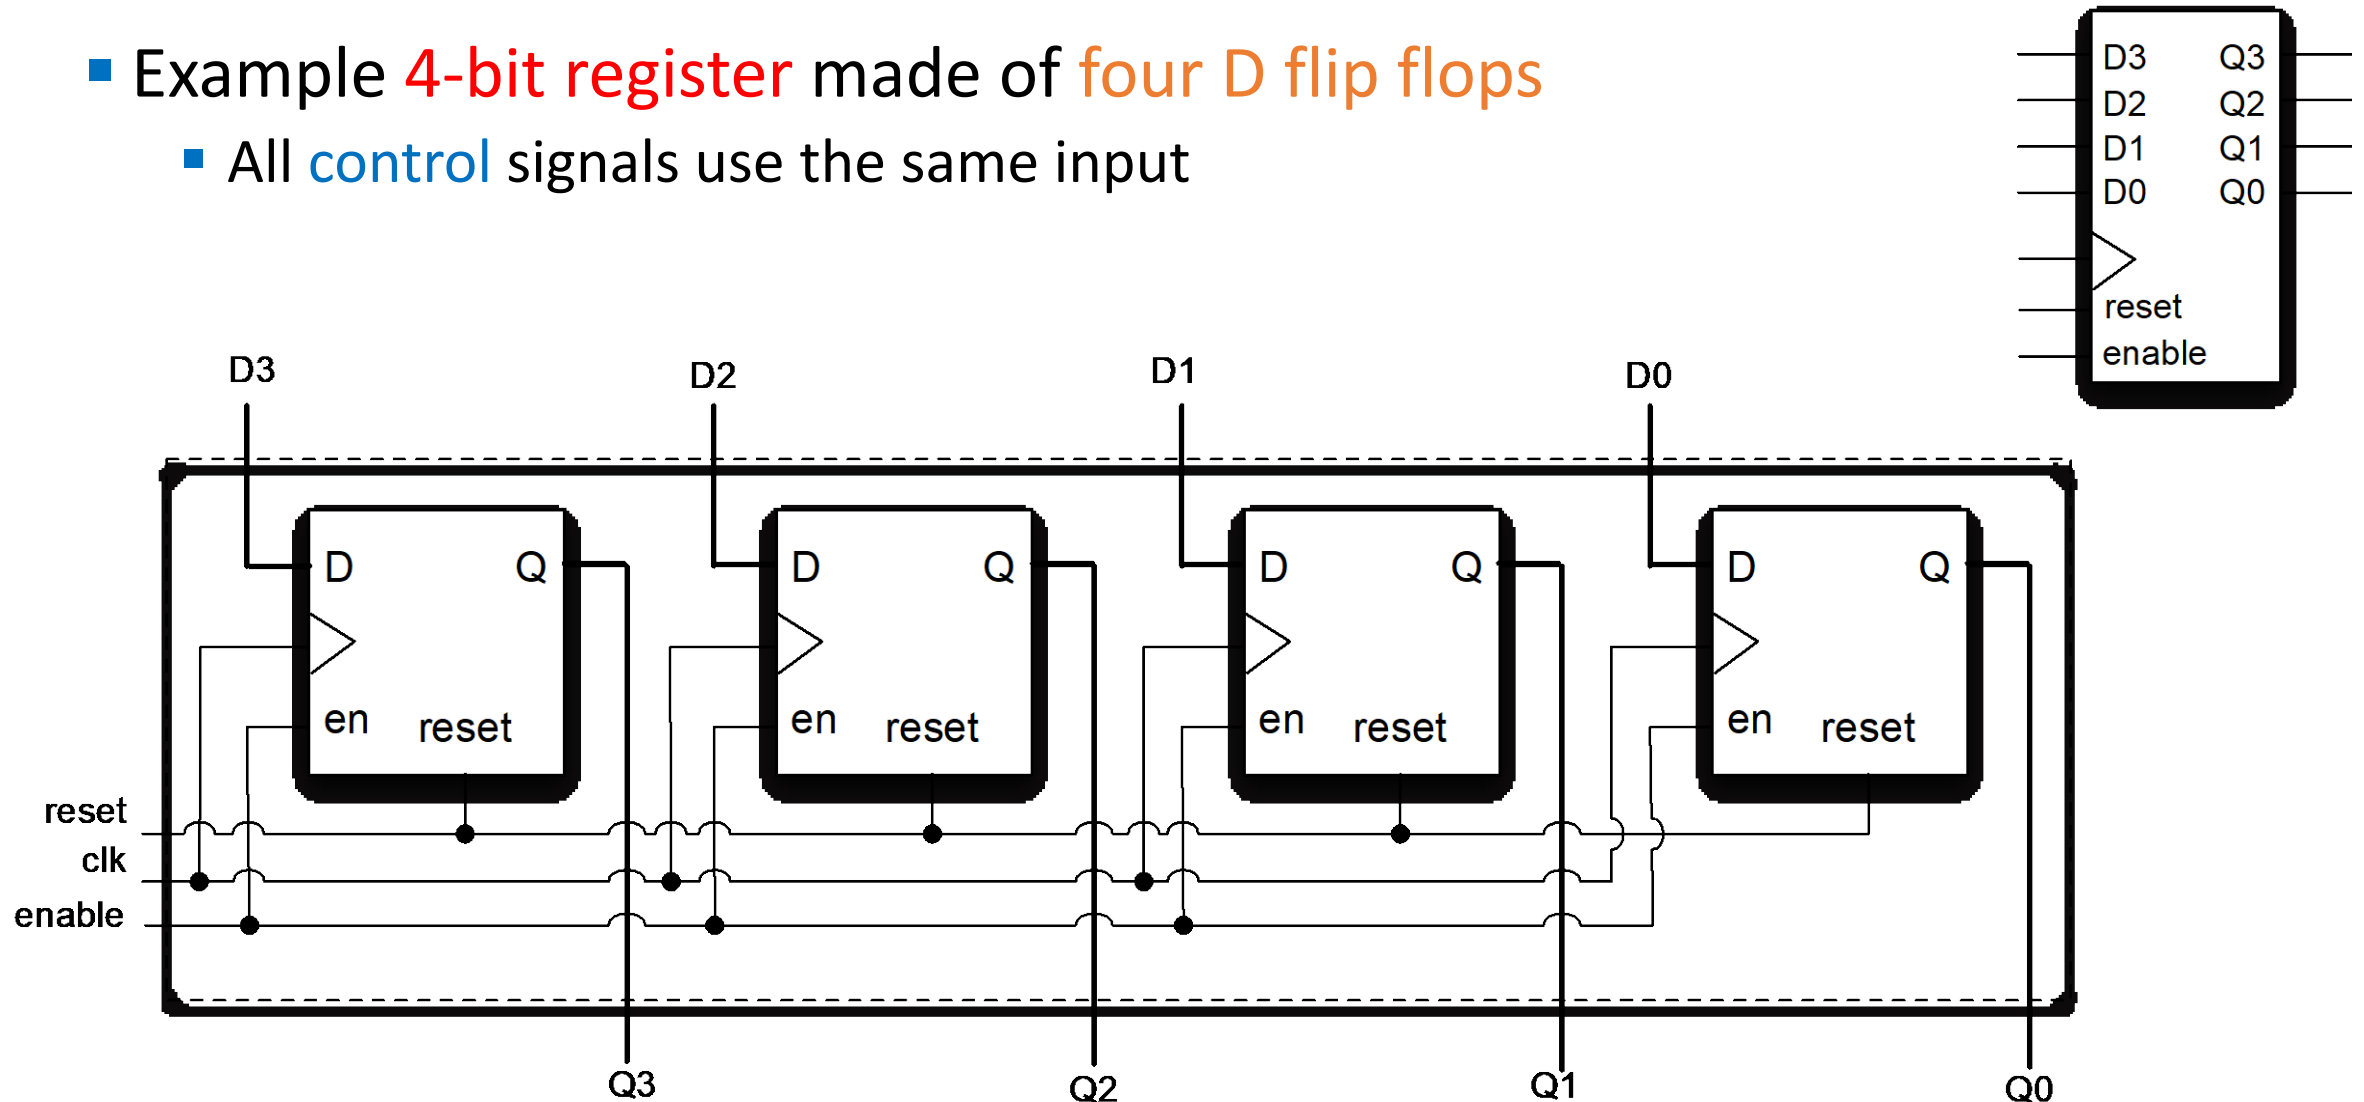 Example 4-bit register made of four D flip flops
All control signals use the same input
D3 Q3
D2 Q2
D1 Q1
D0 Q0
reset
enable
D3 D2 D1 D0
D Q D Q D Q D Q
en reset en reset en reset en reset
reset
clk
enable
Q3 Q2 Q1 Q0